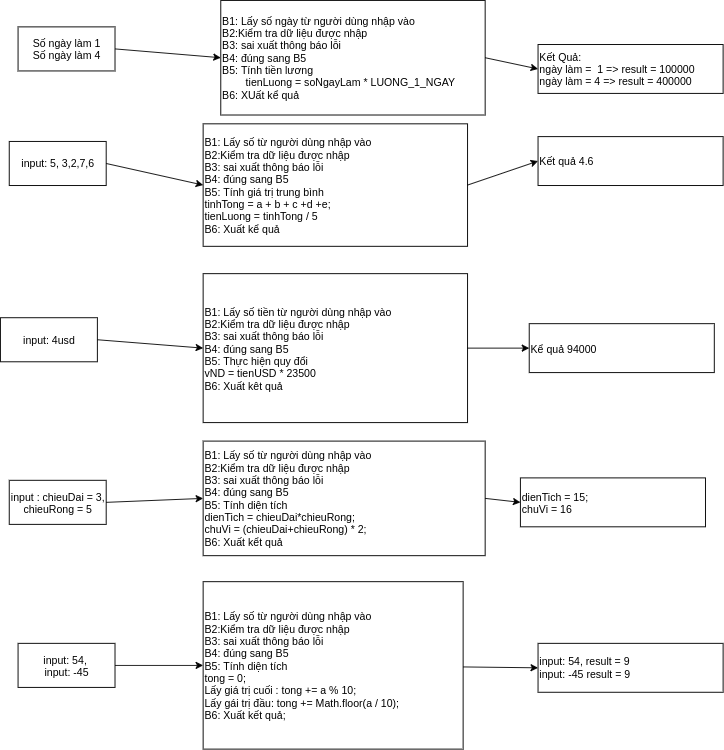 Số ngày làm 1
Số ngày làm 4
B1: Lấy số ngày từ người dùng nhập vào
B2:Kiểm tra dữ liệu được nhập
B3: sai xuất thông báo lỗi
B4: đúng sang B5
B5: Tính tiền lương
tienLuong = soNgayLam * LUONG_1_NGAY
B6: XUất kể quả
Kết Quả:
ngày làm =  1 => result = 100000
ngày làm = 4 => result = 400000
input: 5, 3,2,7,6
B1: Lấy số từ người dùng nhập vào
B2:Kiểm tra dữ liệu được nhập
B3: sai xuất thông báo lỗi
B4: đúng sang B5
B5: Tính giá trị trung bình
tinhTong = a + b + c +d +e;
tienLuong = tinhTong / 5
B6: Xuất kể quả
Kết quả 4.6
input: 4usd
B1: Lấy số tiền từ người dùng nhập vào
B2:Kiểm tra dữ liệu được nhập
B3: sai xuất thông báo lỗi
B4: đúng sang B5
B5: Thực hiện quy đổi
vND = tienUSD * 23500
B6: Xuất kêt quả
Kể quả 94000
input : chieuDai = 3,
chieuRong = 5
B1: Lấy số từ người dùng nhập vào
B2:Kiểm tra dữ liệu được nhập
B3: sai xuất thông báo lỗi
B4: đúng sang B5
B5: Tính diện tích
dienTich = chieuDai*chieuRong;
chuVi = (chieuDai+chieuRong) * 2;
B6: Xuất kết quả
dienTich = 15;
chuVi = 16
input: 54,
input: -45
B1: Lấy số từ người dùng nhập vào
B2:Kiểm tra dữ liệu được nhập
B3: sai xuất thông báo lỗi
B4: đúng sang B5
B5: Tính diện tích
tong = 0;
Lấy giá trị cuối : tong += a % 10;
Lấy gái trị đầu: tong += Math.floor(a / 10);
B6: Xuất kết quả;
input: 54, result = 9
input: -45 result = 9